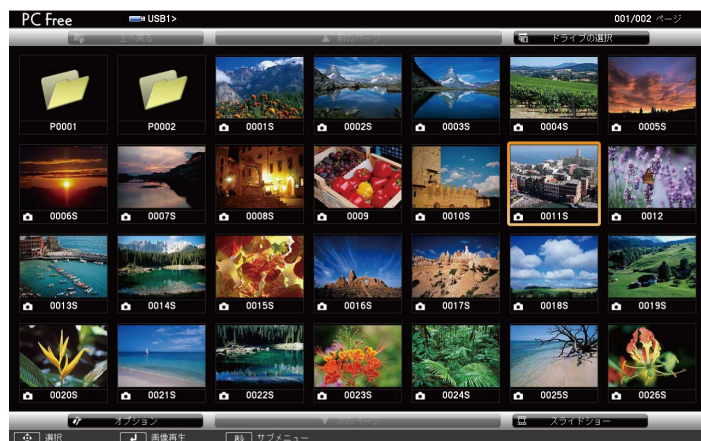 PC Free USB1> 001/002 ページ
上へ戻る 前のページ ドライブの選択
P0001 P0002 0001S 0002S 0003S 0004S 0005S
0006S 0007S 0008S 0009 0010S 0011S 0012
0013S 0014S 0015S 0016S 0017S 0018S 0019S
0020S 0021S 0022S 0023S 0024S 0025S 0026S
オプション 次のページ スライドショー
選択 画像再生 戻る サブメニュー